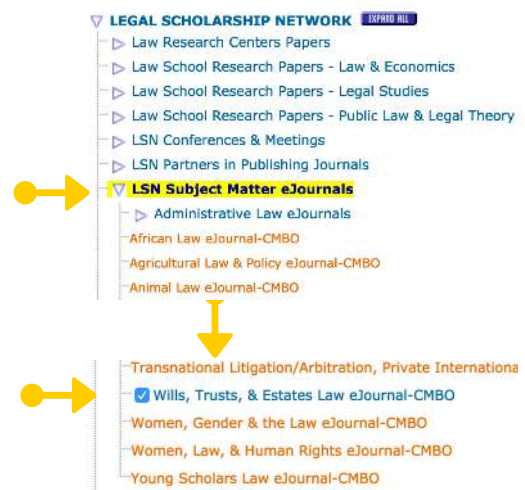 LEGAL SCHOLARSHIP NETWORK EXPAND ALL
Law Research Centers Papers
Law School Research Papers - Law & Economics
Law School Research Papers - Legal Studies
Law School Research Papers - Public Law & Legal Theory
LSN Conferences & Meetings
LSN Partners in Publishing Journals
LSN Subject Matter eJournals
Administrative Law eJournals
African Law eJournal-CMBO
Agricultural Law & Policy eJournal-CMBO
Animal Law eJournal-CMBO
Transnational Litigation/Arbitration, Private Internationa
Wills, Trusts, & Estates Law eJournal-CMBO
Women, Gender & the Law eJournal-CMBO
Women, Law, & Human Rights eJournal-CMBO
Young Scholars Law eJournal-CMBO